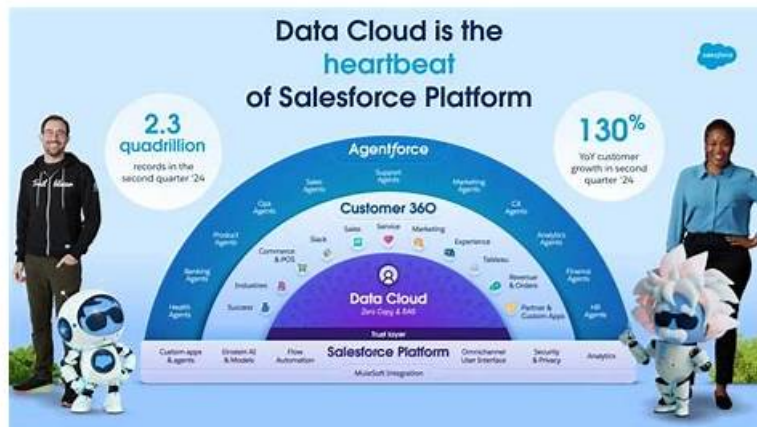 Data Cloud is the
heartbeat
of Salesforce Platform
salesforce
2.3
quadrillion
records in the
second quarter '24
130%
YoY customer
growth in second
quarter '24
Agentforce
Health
Agents
Banking
Agents
Product
Agents
Ops
Agents
Sales
Agents
Support
Agents
Marketing
Agents
CX
Agents
Analytics
Agents
Finance
Agents
HR
Agents
Customer 360
Success
Industries
Commerce
& POS
Slack
Sales
Service
Marketing
Experience
Tableau
Revenue
& Orders
Partner &
Custom Apps
Data Cloud
Zero Copy & RAG
Trust layer
Custom apps
& agents
Einstein AI
& Models
Flow
Automation
Salesforce Platform
Omnichannel
User Interface
Security
& Privacy
Analytics
MuleSoft Integration